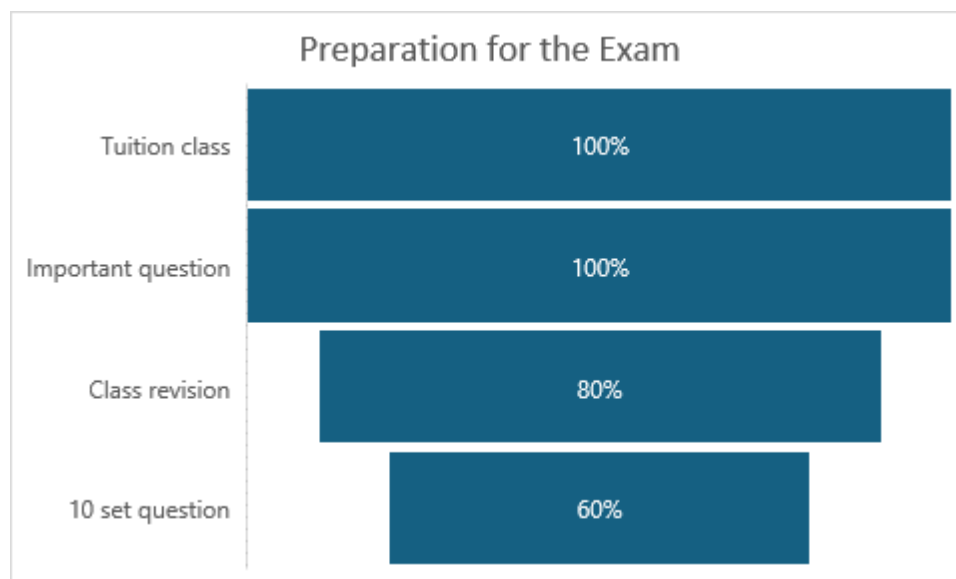 Preparation for the Exam
Tuition class
100%
Important question
100%
Class revision
80%
10 set question
60%